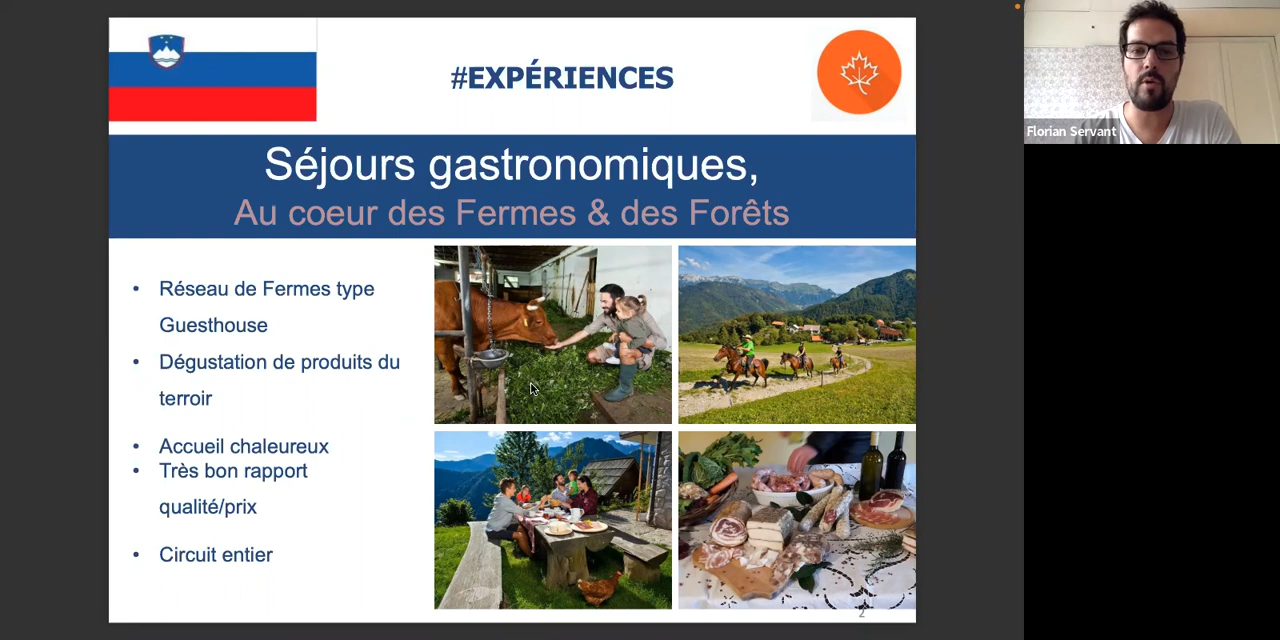 #EXPÉRIENCES
Séjours gastronomiques,
Au coeur des Fermes & des Forêts
• Réseau de Fermes type
Guesthouse
• Dégustation de produits du
terroir
• Accueil chaleureux
• Très bon rapport
qualité/prix
• Circuit entier
2
Florian Servant